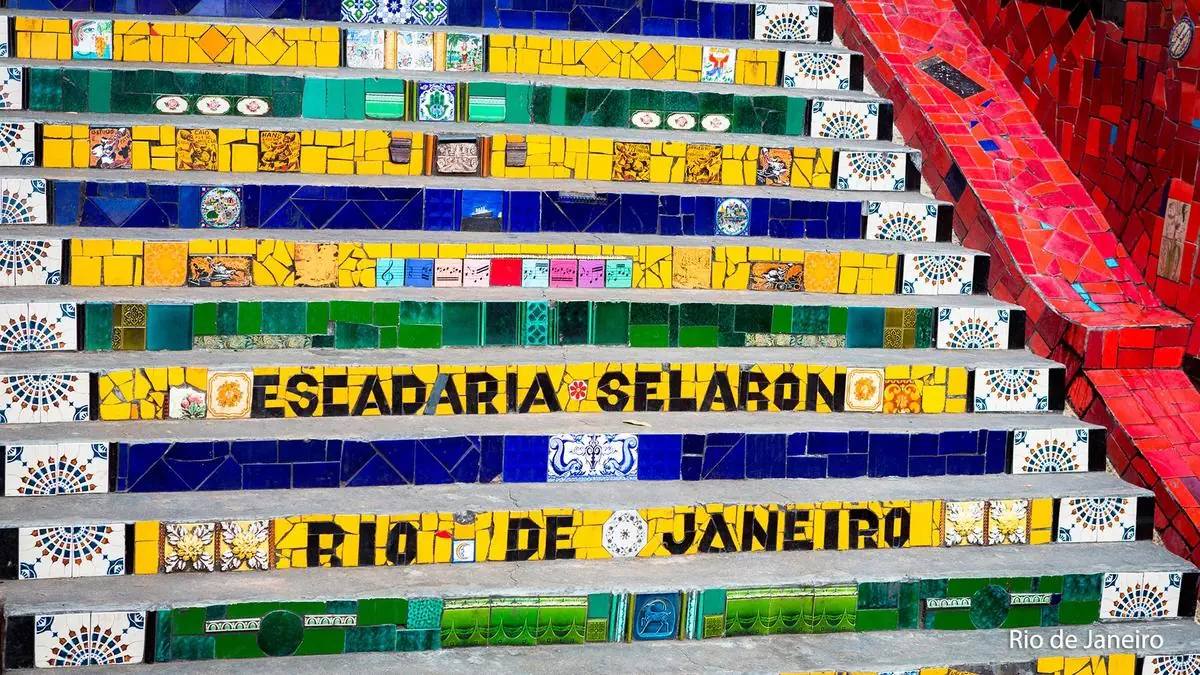 ESCADARIA SELARON
RIO DE JANEIRO
Rio de Janeiro